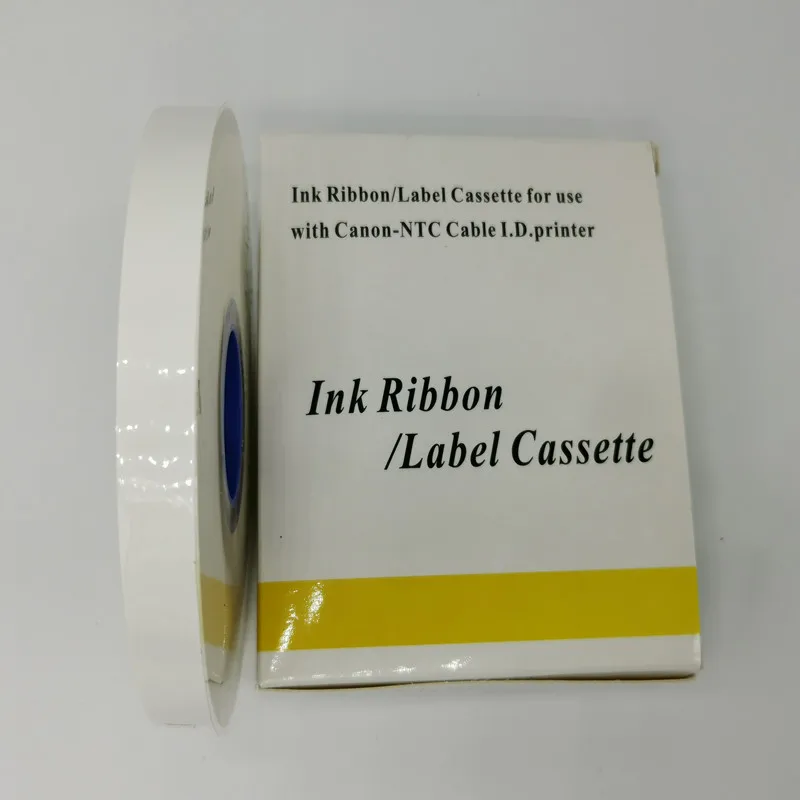 Ink Ribbon/Label Cassette for use
with Canon-NTC Cable I.D.printer
Ink Ribbon
/Label Cassette